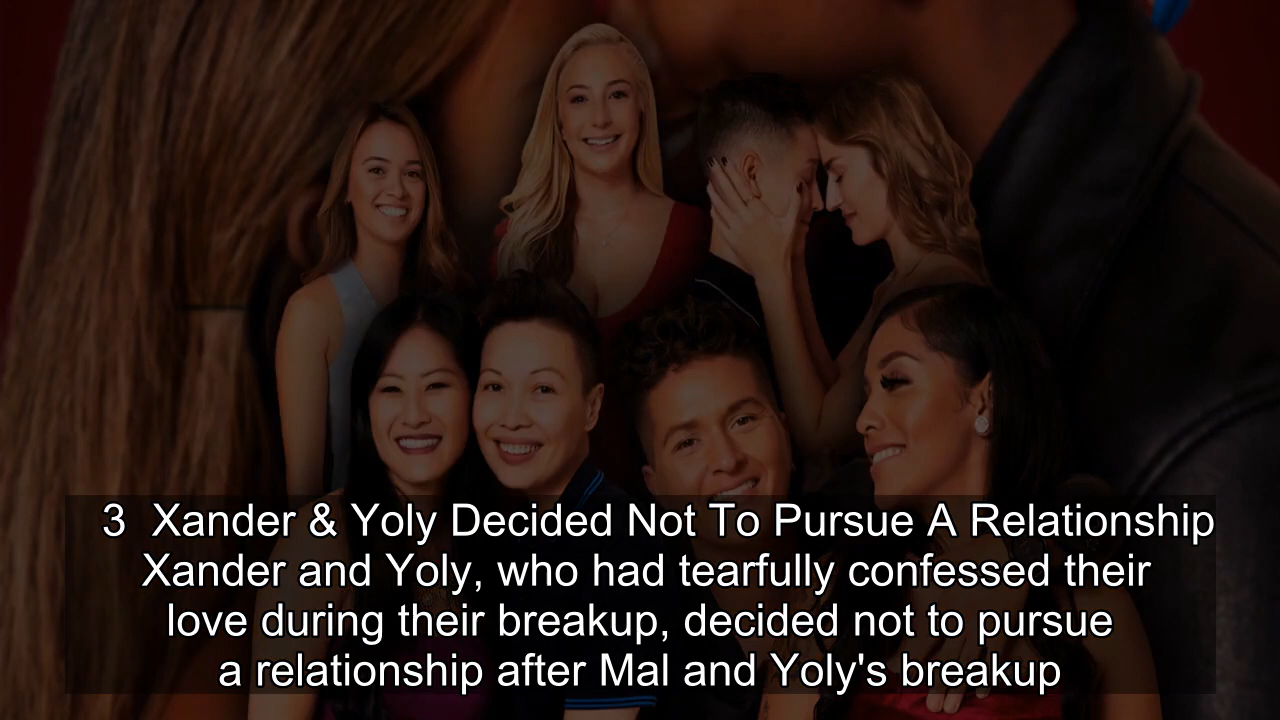 3  Xander & Yoly Decided Not To Pursue A Relationship
Xander and Yoly, who had tearfully confessed their
love during their breakup, decided not to pursue
a relationship after Mal and Yoly's breakup